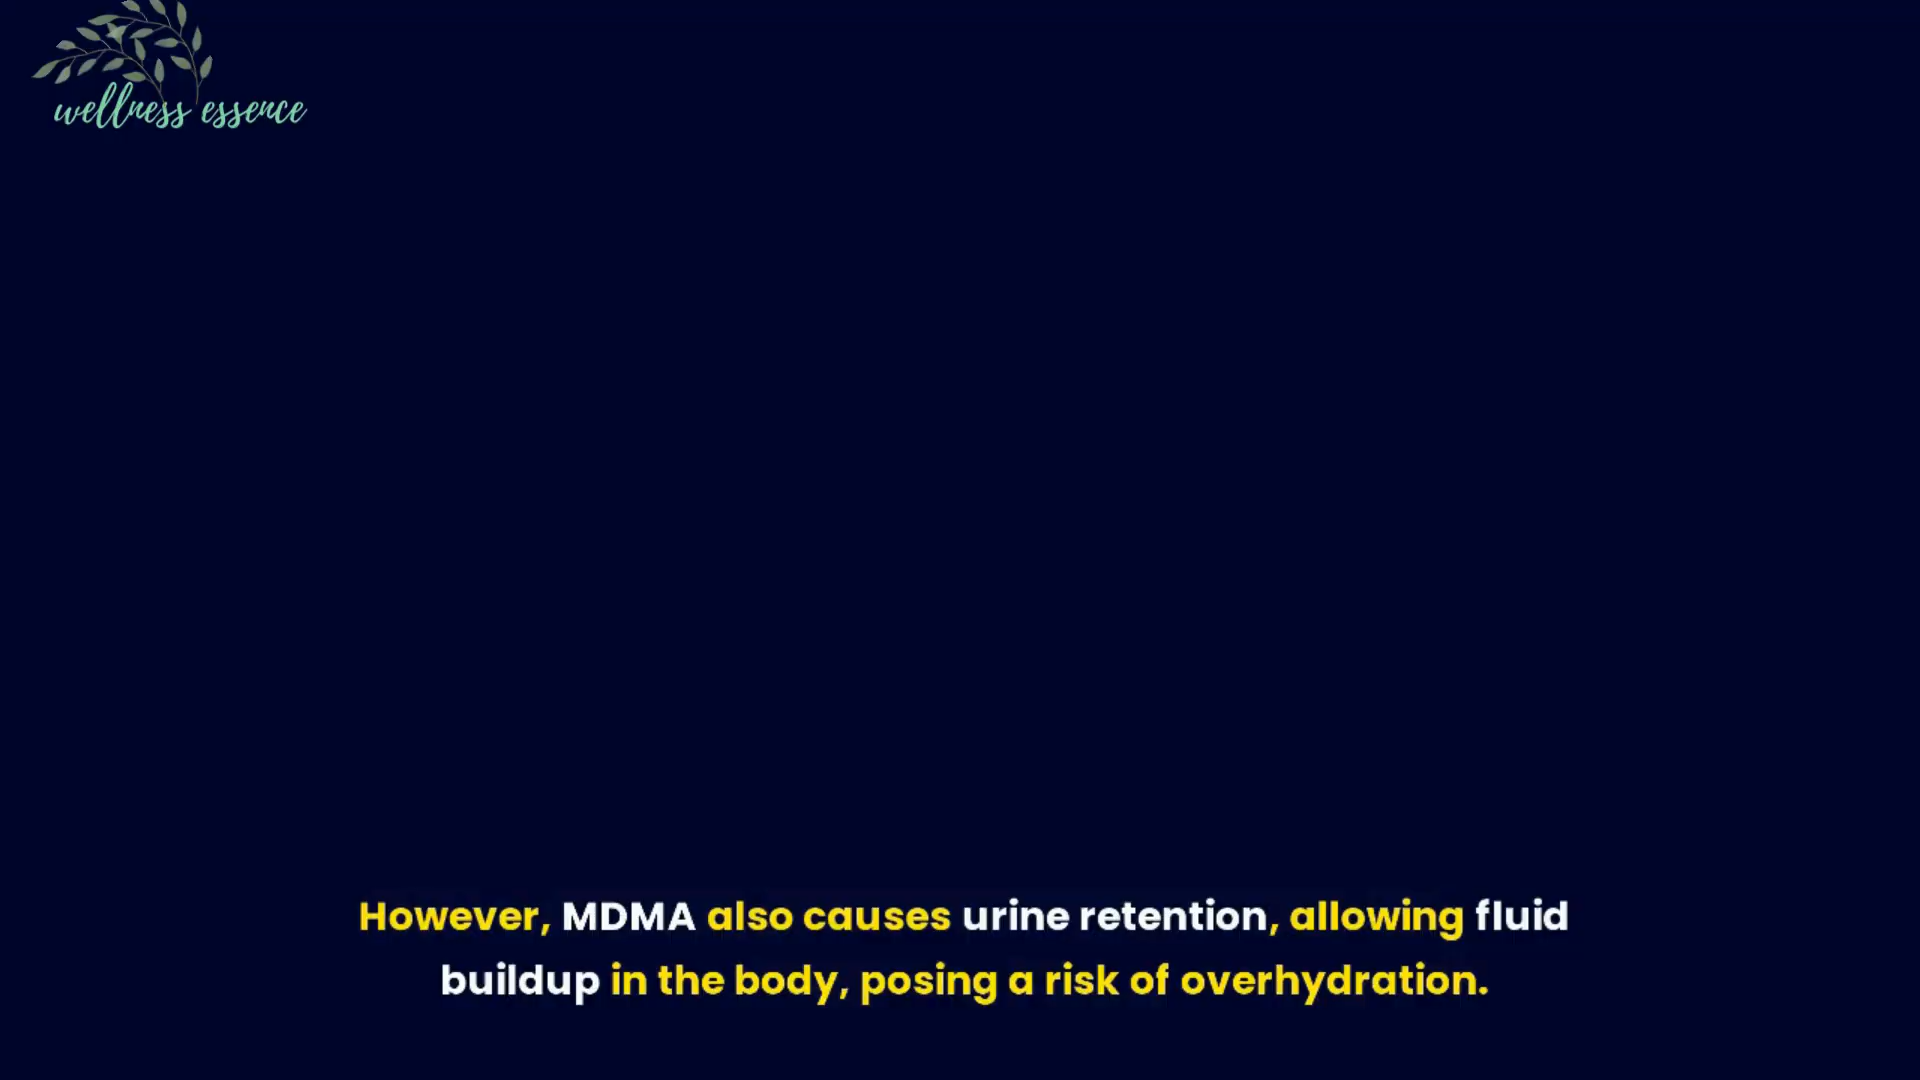 wellness essence
However, MDMA also causes urine retention, allowing fluid
buildup in the body, posing a risk of overhydration.